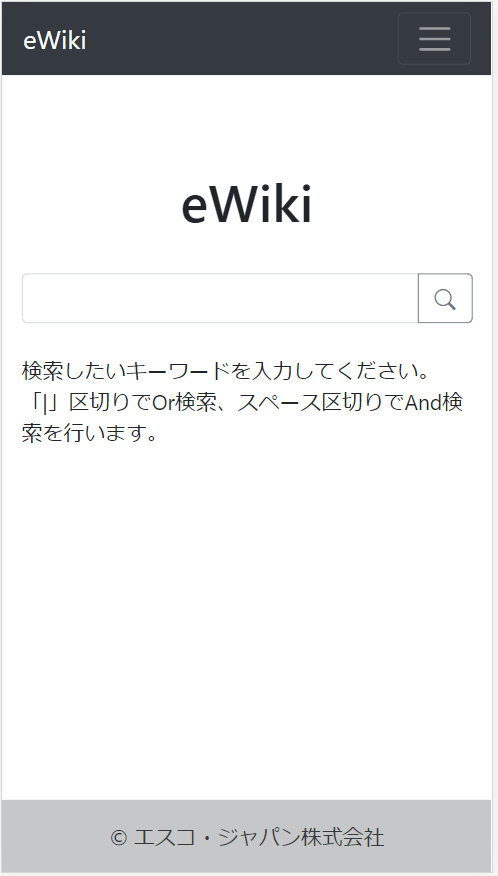 eWiki
eWiki
検索したいキーワードを入力してください。
「|」区切りでOr検索、スペース区切りでAnd検
索を行います。
© エスコ・ジャパン株式会社